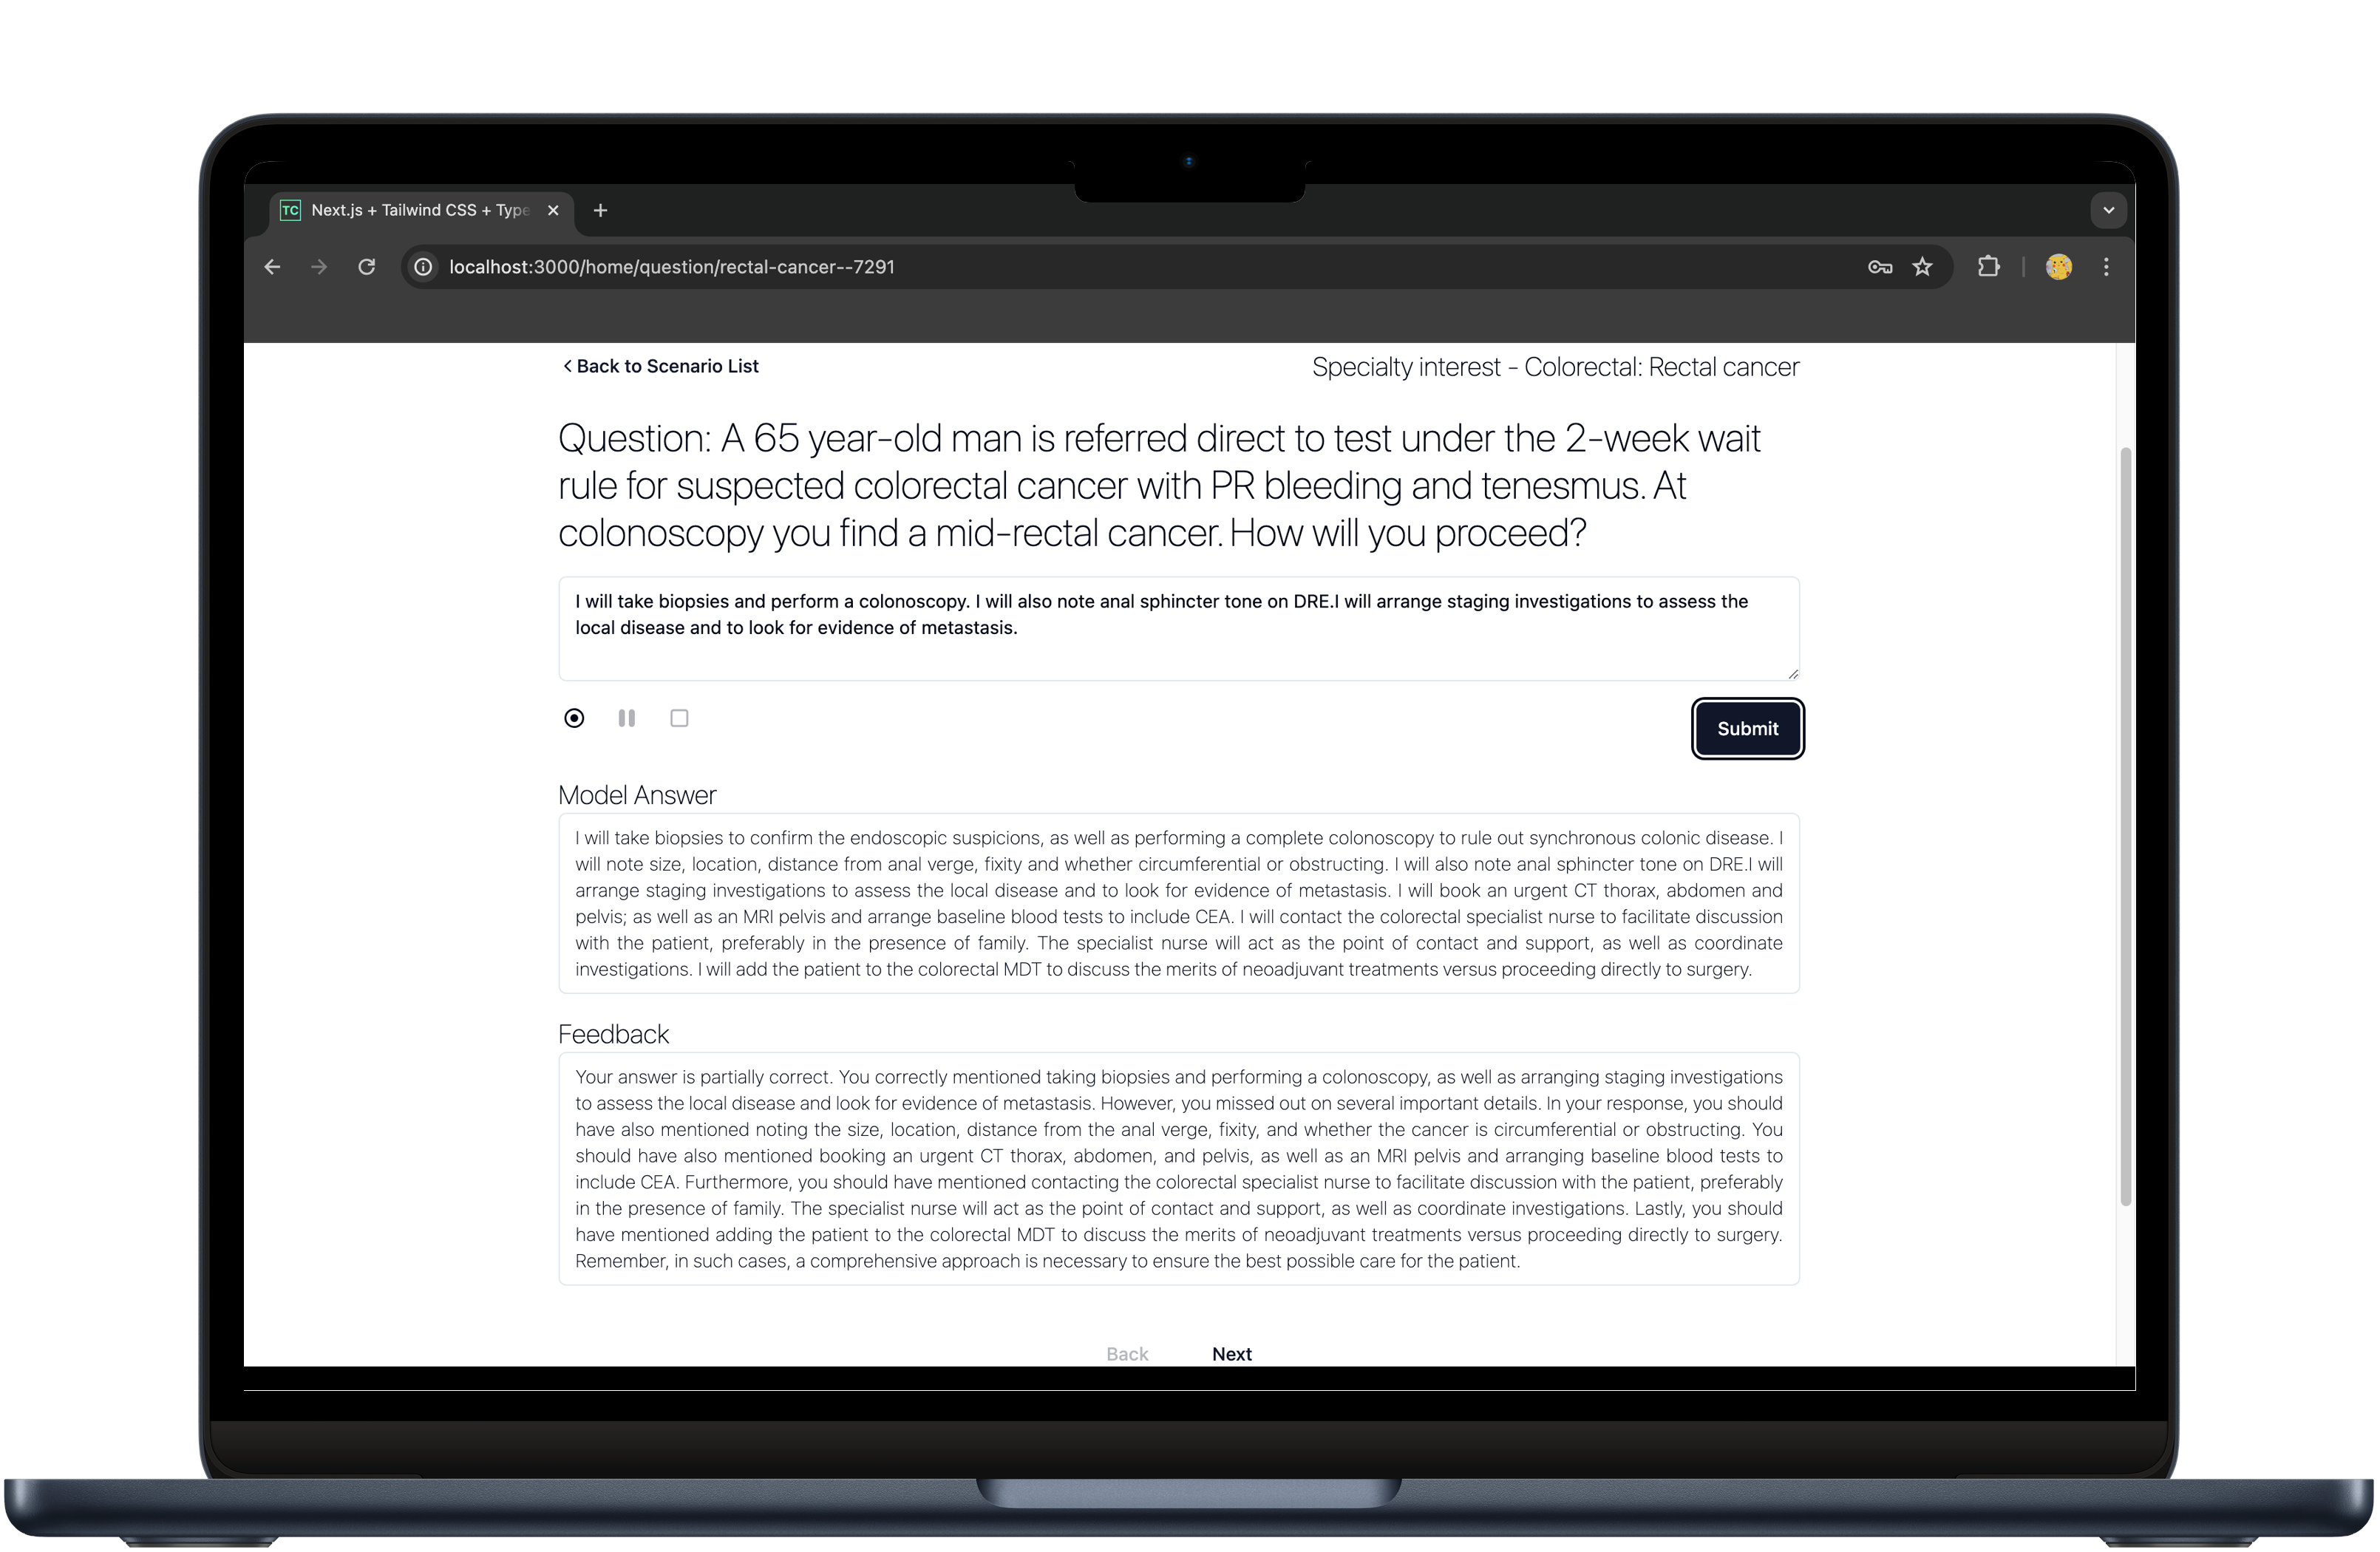 TC Next.js + Tailwind CSS + Type
localhost:3000/home/question/rectal-cancer--7291
Back to Scenario List
Specialty interest - Colorectal: Rectal cancer
Question: A 65 year-old man is referred direct to test under the 2-week wait
rule for suspected colorectal cancer with PR bleeding and tenesmus. At
colonoscopy you find a mid-rectal cancer. How will you proceed?
I will take biopsies and perform a colonoscopy. I will also note anal sphincter tone on DRE.I will arrange staging investigations to assess the
local disease and to look for evidence of metastasis.
Submit
Model Answer
I will take biopsies to confirm the endoscopic suspicions, as well as performing a complete colonoscopy to rule out synchronous colonic disease. I
will note size, location, distance from anal verge, fixity and whether circumferential or obstructing. I will also note anal sphincter tone on DRE.I will
arrange staging investigations to assess the local disease and to look for evidence of metastasis. I will book an urgent CT thorax, abdomen and
pelvis; as well as an MRI pelvis and arrange baseline blood tests to include CEA. I will contact the colorectal specialist nurse to facilitate discussion
with the patient, preferably in the presence of family. The specialist nurse will act as the point of contact and support, as well as coordinate
investigations. I will add the patient to the colorectal MDT to discuss the merits of neoadjuvant treatments versus proceeding directly to surgery.
Feedback
Your answer is partially correct. You correctly mentioned taking biopsies and performing a colonoscopy, as well as arranging staging investigations
to assess the local disease and look for evidence of metastasis. However, you missed out on several important details. In your response, you should
have also mentioned noting the size, location, distance from the anal verge, fixity, and whether the cancer is circumferential or obstructing. You
should have also mentioned booking an urgent CT thorax, abdomen, and pelvis, as well as an MRI pelvis and arranging baseline blood tests to
include CEA. Furthermore, you should have mentioned contacting the colorectal specialist nurse to facilitate discussion with the patient, preferably
in the presence of family. The specialist nurse will act as the point of contact and support, as well as coordinate investigations. Lastly, you should
have mentioned adding the patient to the colorectal MDT to discuss the merits of neoadjuvant treatments versus proceeding directly to surgery.
Remember, in such cases, a comprehensive approach is necessary to ensure the best possible care for the patient.
Back
Next